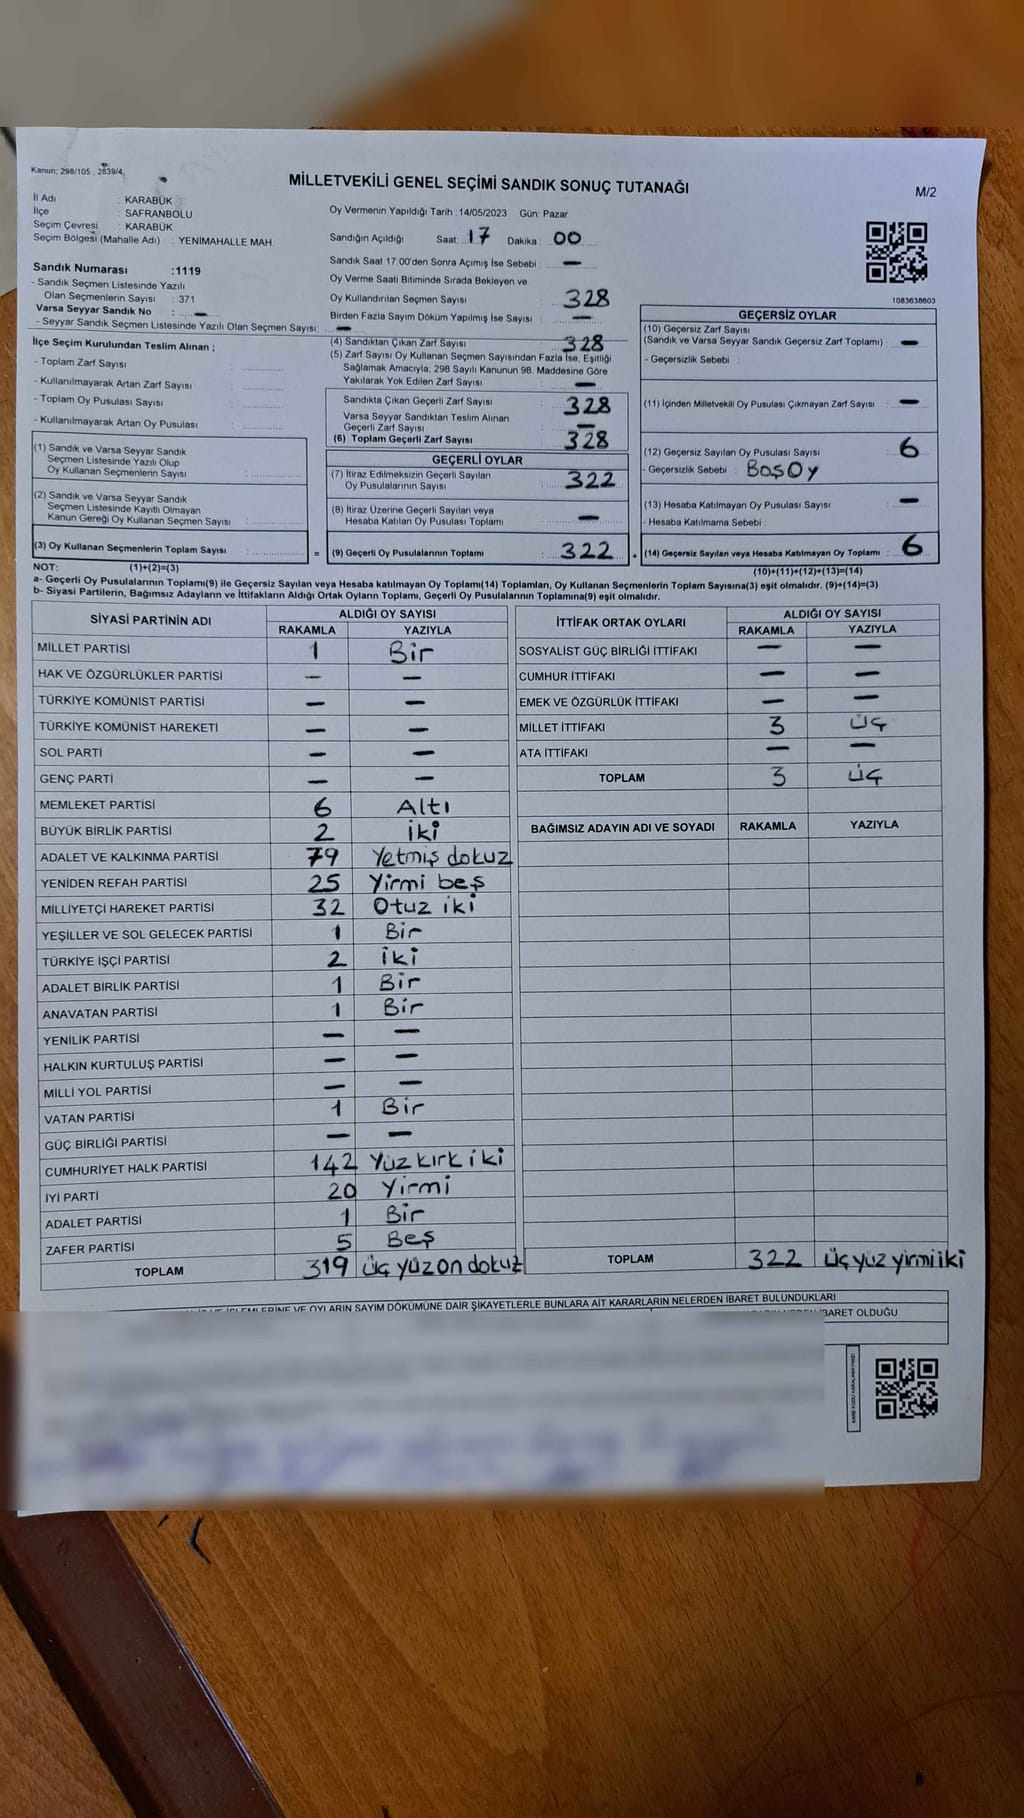 Kanun; 298/105 , 2839/4,
MİLLETVEKİLİ GENEL SEÇİMİ SANDIK SONUÇ TUTANAĞI
M/2
İl Adı : KARABÜK
İlçe : SAFRANBOLU
Seçim Çevresi : KARABÜK
Seçim Bölgesi (Mahalle Adı) : YENİMAHALLE MAH.
Sandık Numarası :1119
- Sandık Seçmen Listesinde Yazılı
Olan Seçmenlerin Sayısı : 371
Varsa Seyyar Sandık No : —
- Seyyar Sandık Seçmen Listesinde Yazılı Olan Seçmen Sayısı: —
İlçe Seçim Kurulundan Teslim Alınan ;
- Toplam Zarf Sayısı :
- Kullanılmayarak Artan Zarf Sayısı :
- Toplam Oy Pusulası Sayısı :
- Kullanılmayarak Artan Oy Pusulası :
(1) Sandık ve Varsa Seyyar Sandık
Seçmen Listesinde Yazılı Olup
Oy Kullanan Seçmenlerin Sayısı :
(2) Sandık ve Varsa Seyyar Sandık
Seçmen Listesinde Kayıtlı Olmayan
Kanun Gereği Oy Kullanan Seçmen Sayısı :
(3) Oy Kullanan Seçmenlerin Toplam Sayısı :
Oy Vermenin Yapıldığı Tarih :14/05/2023 Gün: Pazar
Sandığın Açıldığı Saat: 17 Dakika : 00
Sandık Saat 17:00'den Sonra Açımış İse Sebebi : —
Oy Verme Saati Bitiminde Sırada Bekleyen ve
Oy Kullandırılan Seçmen Sayısı : 328
Birden Fazla Sayım Döküm Yapılmış İse Sayısı : —
(4) Sandıktan Çıkan Zarf Sayısı : 328
(5) Zarf Sayısı Oy Kullanan Seçmen Sayısından Fazla İse, Eşitliği
Sağlamak Amacıyla; 298 Sayılı Kanunun 98. Maddesine Göre
Yakılarak Yok Edilen Zarf Sayısı : —
Sandıkta Çıkan Geçerli Zarf Sayısı : 328
Varsa Seyyar Sandıktan Teslim Alınan
Geçerli Zarf Sayısı : —
(6) Toplam Geçerli Zarf Sayısı : 328
GEÇERLİ OYLAR
(7) İtiraz Edilmeksizin Geçerli Sayılan
Oy Pusulalarının Sayısı : 322
(8) İtiraz Üzerine Geçerli Sayılan veya
Hesaba Katılan Oy Pusulası Toplamı : —
= (9) Geçerli Oy Pusulalarının Toplamı : 322
1083638603
GEÇERSİZ OYLAR
(10) Geçersiz Zarf Sayısı
(Sandık ve Varsa Seyyar Sandık Geçersiz Zarf Toplamı) : —
- Geçersizlik Sebebi :
(11) İçinden Milletvekili Oy Pusulası Çıkmayan Zarf Sayısı : —
(12) Geçersiz Sayılan Oy Pusulası Sayısı : 6
- Geçersizlik Sebebi : Boş Oy
(13) Hesaba Katılmayan Oy Pusulası Sayısı : —
- Hesaba Katılmama Sebebi :
+ (14) Geçersiz Sayılan veya Hesaba Katılmayan Oy Toplamı : 6
NOT: (1)+(2)=(3) (10)+(11)+(12)+(13)=(14)
a- Geçerli Oy Pusulalarının Toplamı(9) ile Geçersiz Sayılan veya Hesaba katılmayan Oy Toplamı(14) Toplamları, Oy Kullanan Seçmenlerin Toplam Sayısına(3) eşit olmalıdır. (9)+(14)=(3)
b- Siyasi Partilerin, Bağımsız Adayların ve İttifakların Aldığı Ortak Oyların Toplamı, Geçerli Oy Pusulalarının Toplamına(9) eşit olmalıdır.
SİYASİ PARTİNİN ADI ALDIĞI OY SAYISI
RAKAMLA YAZIYLA
MİLLET PARTİSİ 1 Bir
HAK VE ÖZGÜRLÜKLER PARTİSİ — —
TÜRKİYE KOMÜNİST PARTİSİ — —
TÜRKİYE KOMÜNİST HAREKETİ — —
SOL PARTİ — —
GENÇ PARTİ — —
MEMLEKET PARTİSİ 6 Altı
BÜYÜK BİRLİK PARTİSİ 2 İki
ADALET VE KALKINMA PARTİSİ 79 Yetmiş dokuz
YENİDEN REFAH PARTİSİ 25 Yirmi beş
MİLLİYETÇİ HAREKET PARTİSİ 32 Otuz iki
YEŞİLLER VE SOL GELECEK PARTİSİ 1 Bir
TÜRKİYE İŞÇİ PARTİSİ 2 İki
ADALET BİRLİK PARTİSİ 1 Bir
ANAVATAN PARTİSİ 1 Bir
YENİLİK PARTİSİ — —
HALKIN KURTULUŞ PARTİSİ — —
MİLLİ YOL PARTİSİ — —
VATAN PARTİSİ 1 Bir
GÜÇ BİRLİĞİ PARTİSİ — —
CUMHURİYET HALK PARTİSİ 142 Yüz kırk iki
İYİ PARTİ 20 Yirmi
ADALET PARTİSİ 1 Bir
ZAFER PARTİSİ 5 Beş
TOPLAM 319 üç yüz on dokuz
İTTİFAK ORTAK OYLARI ALDIĞI OY SAYISI
RAKAMLA YAZIYLA
SOSYALİST GÜÇ BİRLİĞİ İTTİFAKI — —
CUMHUR İTTİFAKI — —
EMEK VE ÖZGÜRLÜK İTTİFAKI — —
MİLLET İTTİFAKI 3 üç
ATA İTTİFAKI — —
TOPLAM 3 üç
BAĞIMSIZ ADAYIN ADI VE SOYADI RAKAMLA YAZIYLA
TOPLAM 322 üç yüz yirmi iki
İŞLEMLERİNE VE OYLARIN SAYIM DÖKÜMÜNE DAİR ŞİKAYETLERLE BUNLARA AİT KARARLARIN NELERDEN İBARET BULUNDUKLARI
İBARET OLDUĞU